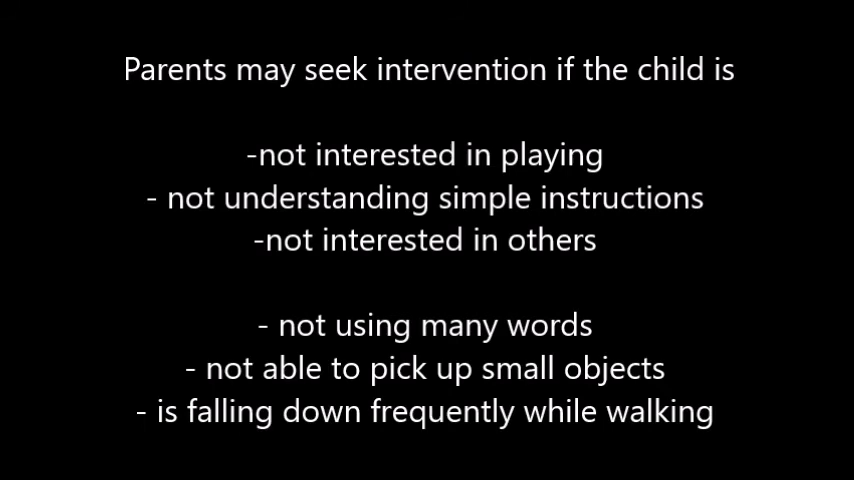 Parents may seek intervention if the child is
-not interested in playing
- not understanding simple instructions
-not interested in others
- not using many words
- not able to pick up small objects
- is falling down frequently while walking